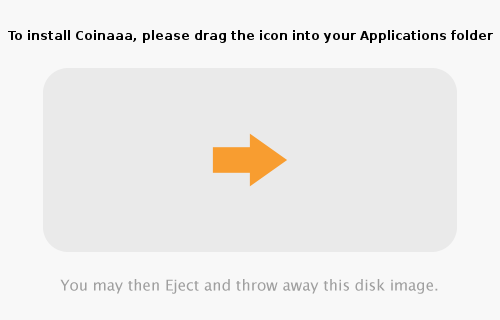 To install Coinaaa, please drag the icon into your Applications folder
You may then Eject and throw away this disk image.